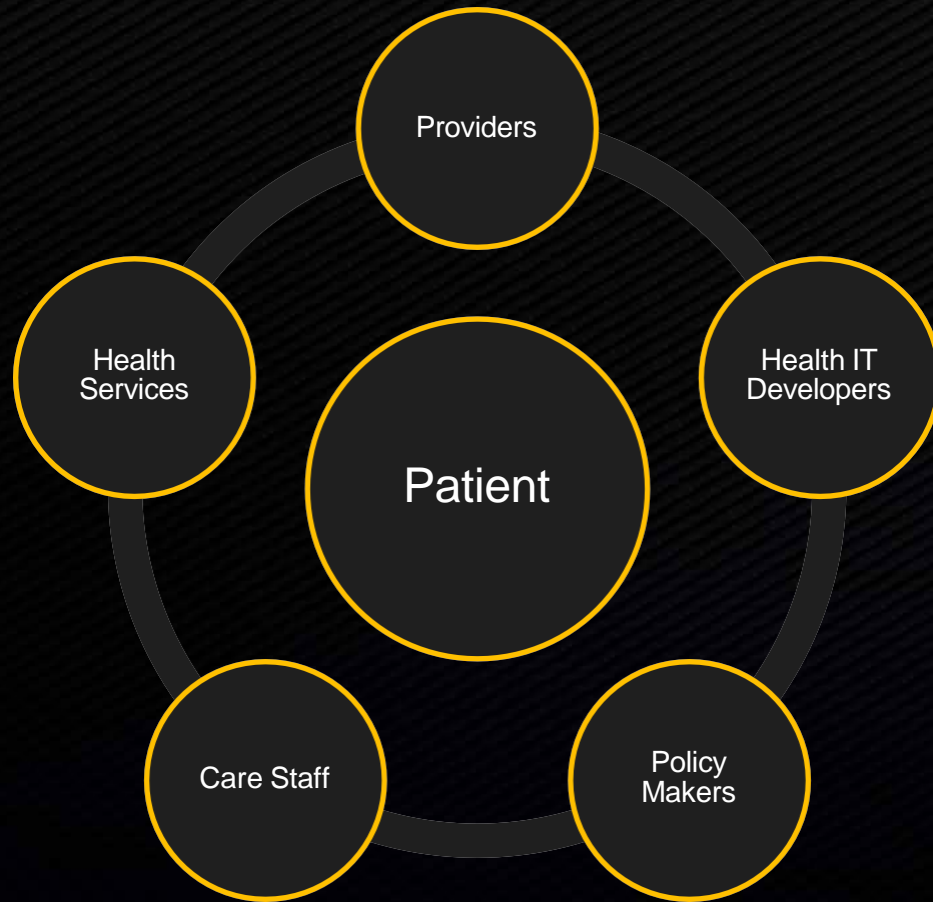 Providers
Health
Services
Health IT
Developers
Patient
Care Staff
Policy
Makers